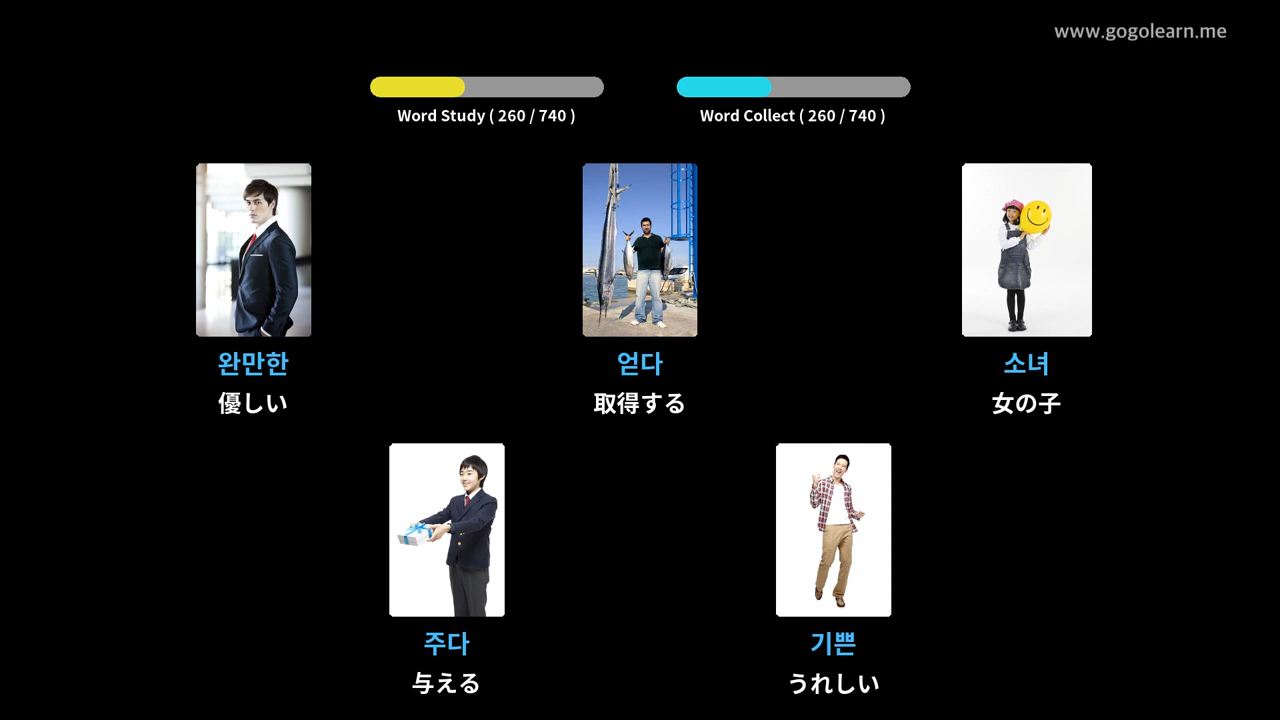 www.gogolearn.me
Word Study ( 260 / 740 )
Word Collect ( 260 / 740 )
완만한
優しい
얻다
取得する
소녀
女の子
주다
与える
기쁜
うれしい